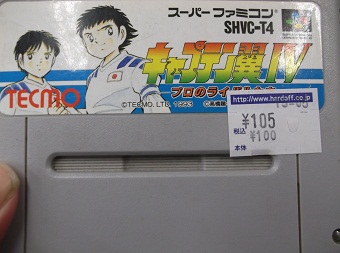 スーパーファミコン
SHVC-T4
キャプテン翼IV
プロのライバル
TECMO
©TECMO, LTD. 1993
http://www.hardoff.co.jp
¥105
税込
¥100
本体